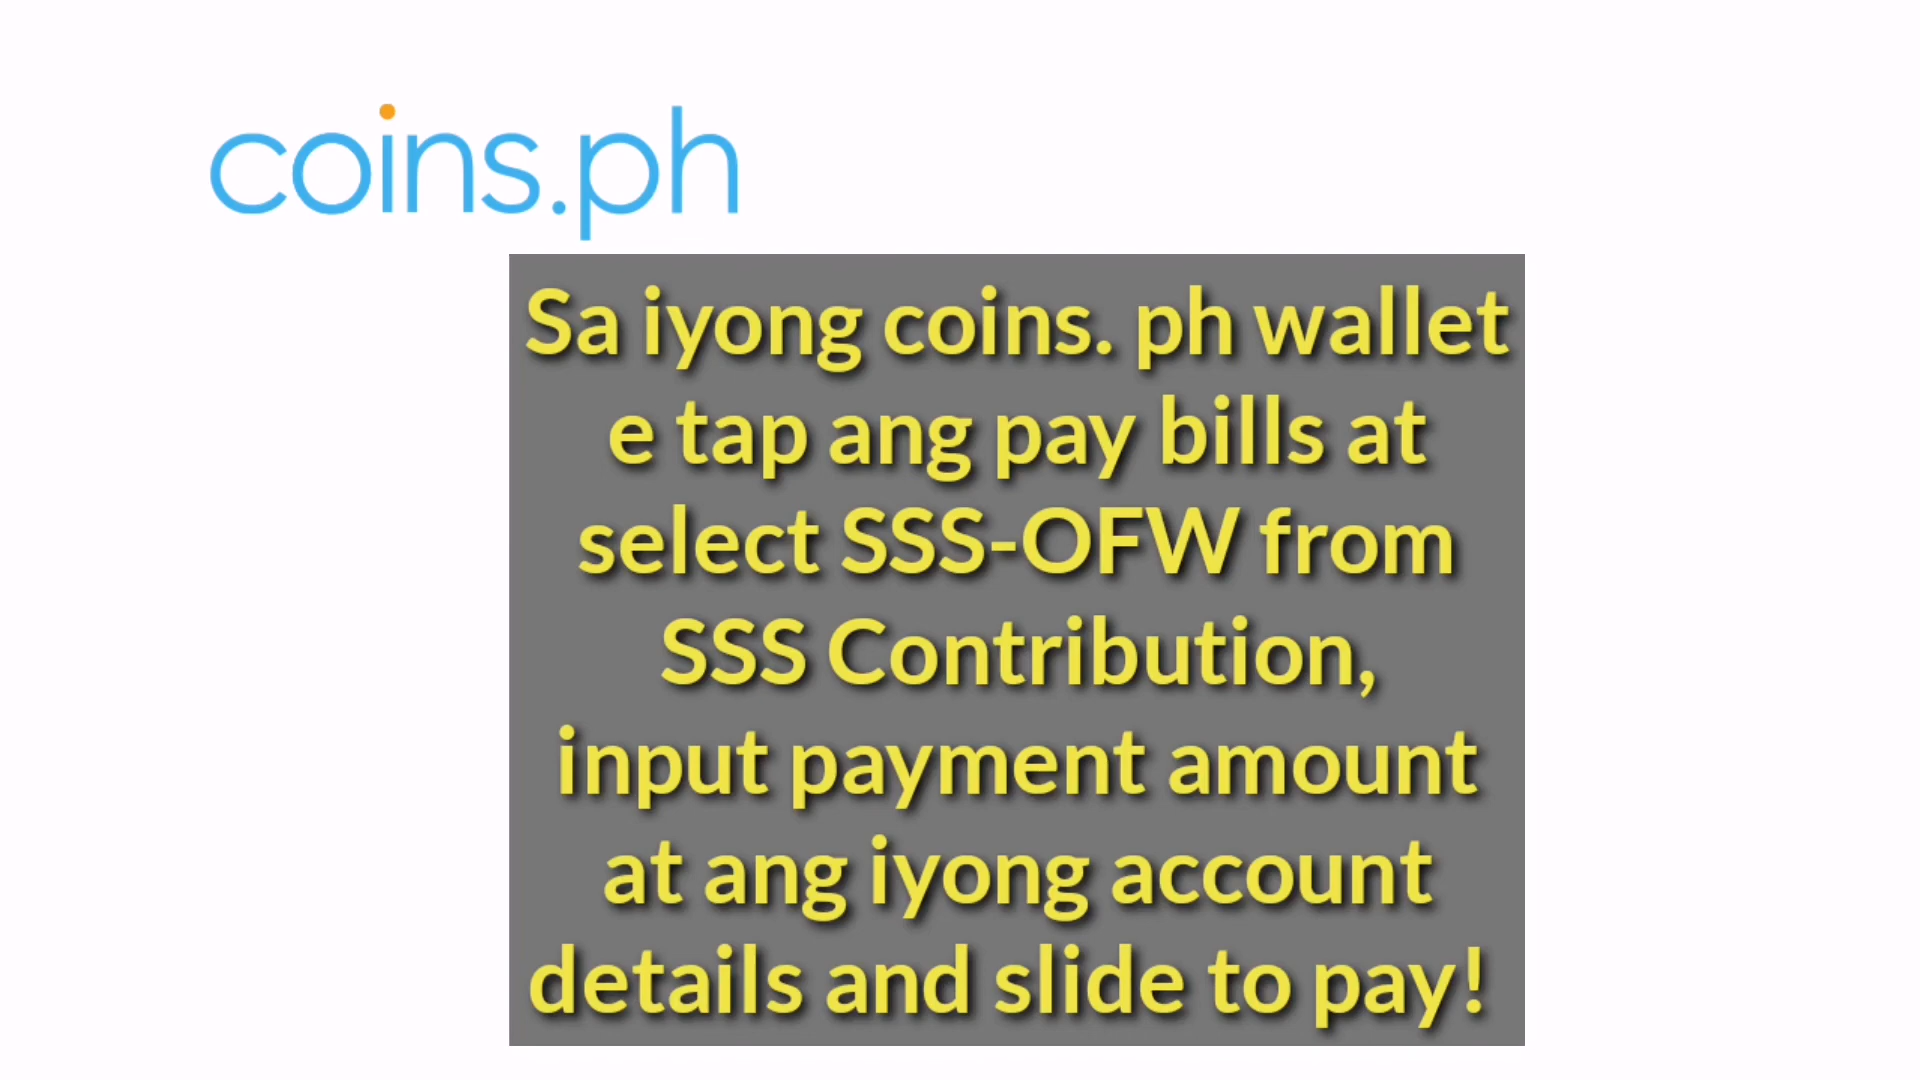 coins.ph
Sa iyong coins. ph wallet
e tap ang pay bills at
select SSS-OFW from
SSS Contribution,
input payment amount
at ang iyong account
details and slide to pay!